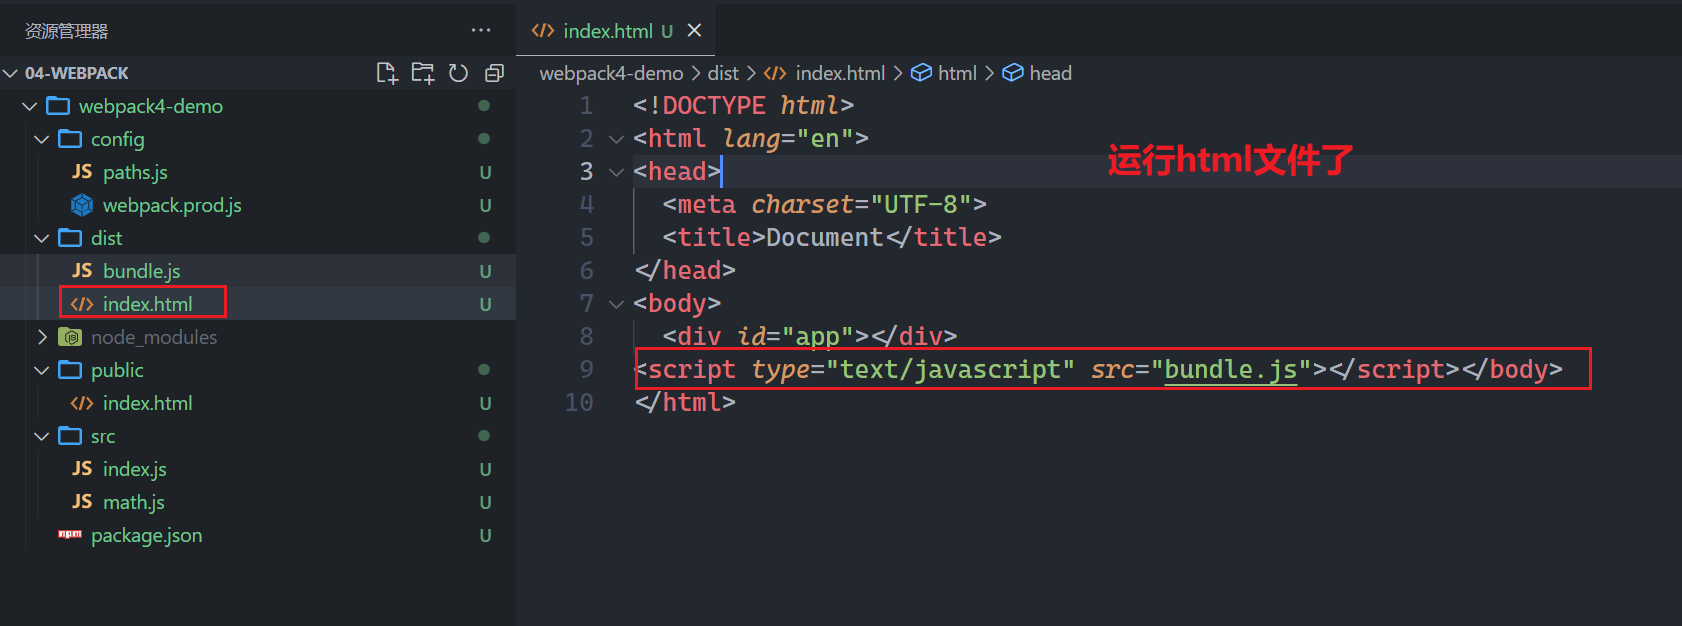 资源管理器
···
index.html U
04-WEBPACK
webpack4-demo > dist > index.html > html > head
webpack4-demo
config
JS paths.js U
webpack.prod.js U
dist
JS bundle.js U
index.html U
node_modules
public
index.html U
src
JS index.js U
JS math.js U
npm package.json U
1 <!DOCTYPE html>
2 <html lang="en">
3 <head>
运行html文件了
4 <meta charset="UTF-8">
5 <title>Document</title>
6 </head>
7 <body>
8 <div id="app"></div>
9 <script type="text/javascript" src="bundle.js"></script></body>
10 </html>